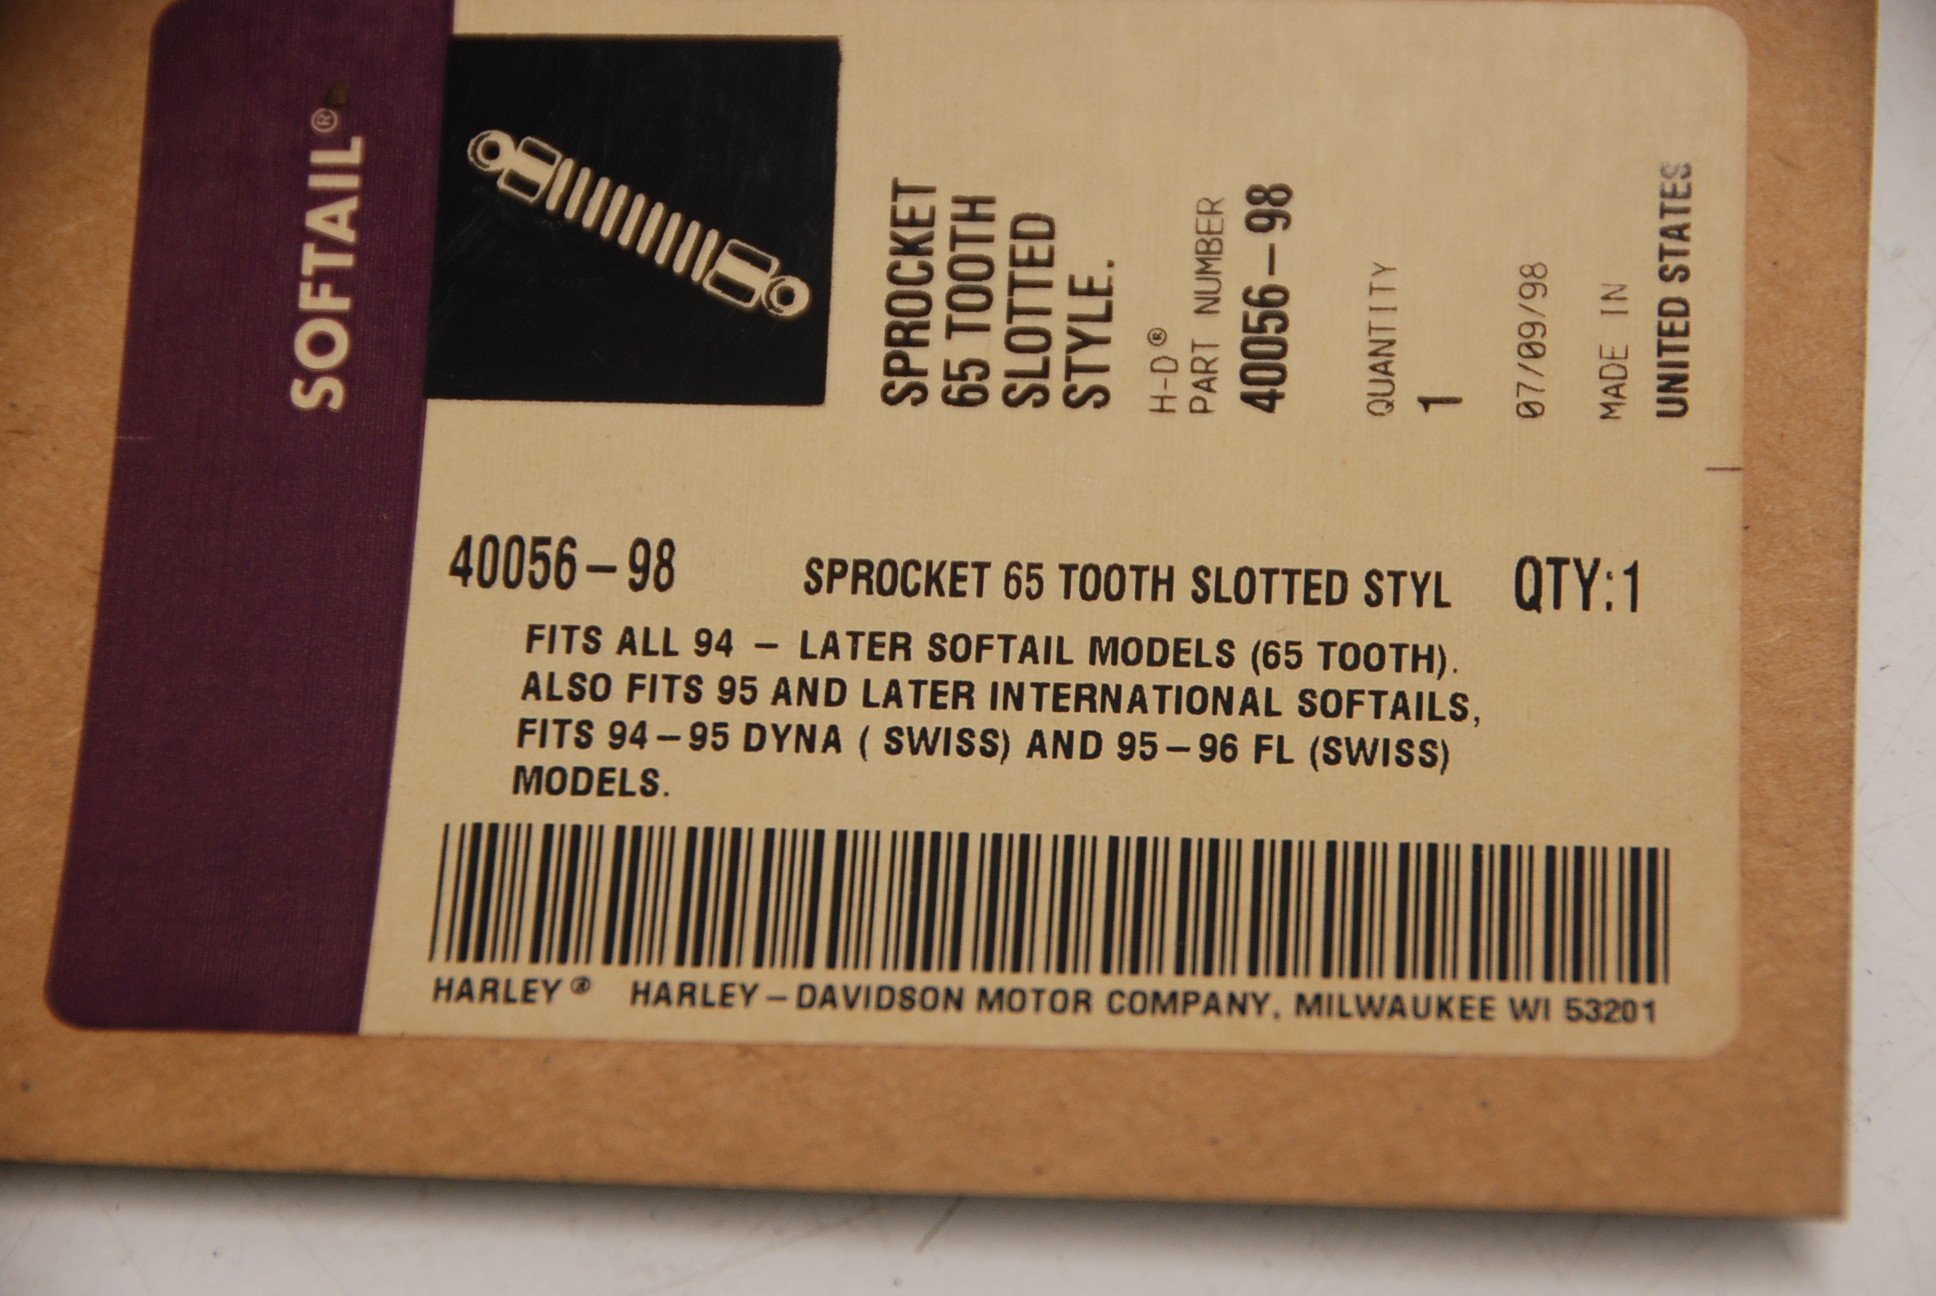 SOFTAIL®
SPROCKET
65 TOOTH
SLOTTED
STYLE.
H-D®
PART NUMBER
40056-98
QUANTITY
1
07/09/98
MADE IN
UNITED STATES
40056-98 SPROCKET 65 TOOTH SLOTTED STYL QTY:1
FITS ALL 94 - LATER SOFTAIL MODELS (65 TOOTH).
ALSO FITS 95 AND LATER INTERNATIONAL SOFTAILS,
FITS 94-95 DYNA ( SWISS) AND 95-96 FL (SWISS)
MODELS.
HARLEY® HARLEY-DAVIDSON MOTOR COMPANY, MILWAUKEE WI 53201